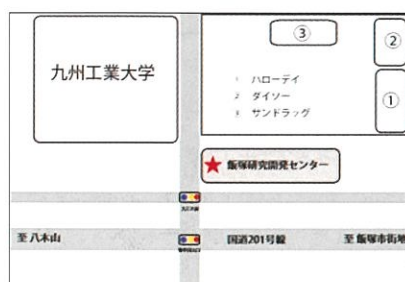 ③
②
九州工業大学
1 ハローデイ
2 ダイソー
3 サンドラッグ
①
★ 飯塚研究開発センター
至 八木山
国道201号線
至 飯塚市街地